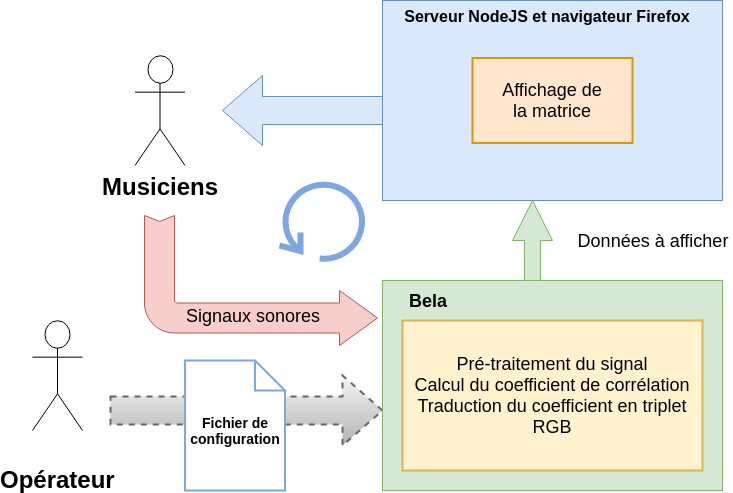 Serveur NodeJS et navigateur Firefox
Affichage de
la matrice
Musiciens
Données à afficher
Bela
Signaux sonores
Pré-traitement du signal
Calcul du coefficient de corrélation
Traduction du coefficient en triplet
RGB
Fichier de
configuration
Opérateur